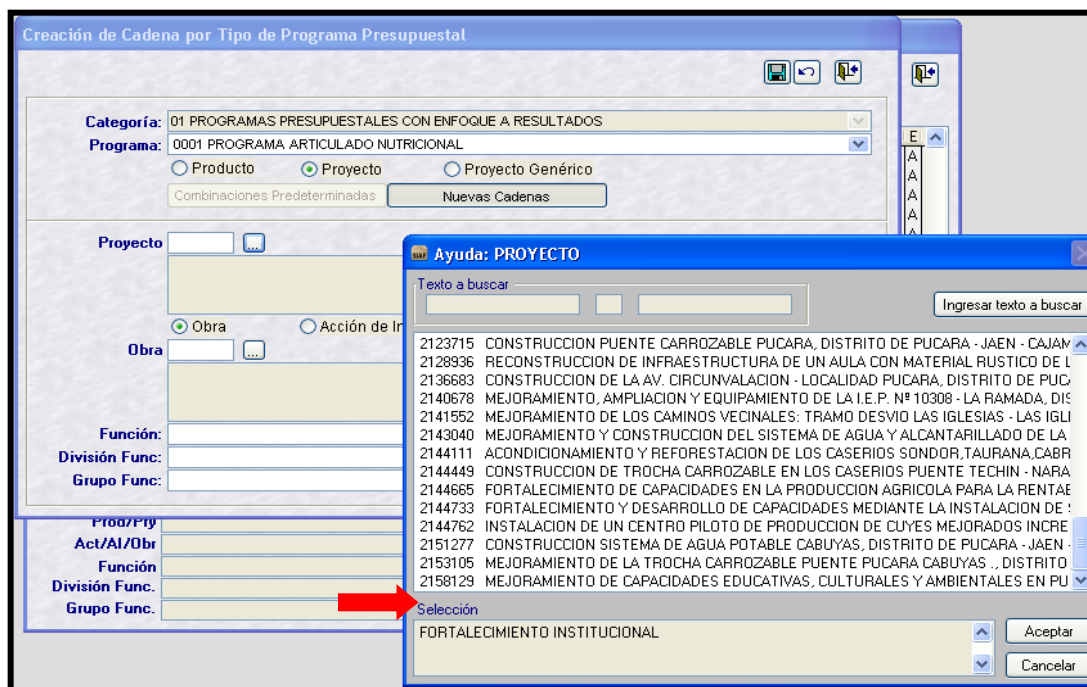 Creación de Cadena por Tipo de Programa Presupuestal
Categoría: 01 PROGRAMAS PRESUPUESTALES CON ENFOQUE A RESULTADOS
Programa: 0001 PROGRAMA ARTICULADO NUTRICIONAL
Producto Proyecto Proyecto Genérico
Combinaciones Predeterminadas Nuevas Cadenas
E
A
A
A
A
A
Proyecto ...
Obra Acción de In
Obra ...
Función:
División Func:
Grupo Func:
Prod/Pry
Act/AI/Obr
Función
División Func.
Grupo Func.
SIAF Ayuda: PROYECTO
Texto a buscar
Ingresar texto a buscar
2123715 CONSTRUCCION PUENTE CARROZABLE PUCARA, DISTRITO DE PUCARA - JAEN - CAJAM
2128936 RECONSTRUCCION DE INFRAESTRUCTURA DE UN AULA CON MATERIAL RUSTICO DE L
2136683 CONSTRUCCION DE LA AV. CIRCUNVALACION - LOCALIDAD PUCARA, DISTRITO DE PUCA
2140678 MEJORAMIENTO, AMPLIACION Y EQUIPAMIENTO DE LA I.E.P. Nº 10308 - LA RAMADA, DIS
2141552 MEJORAMIENTO DE LOS CAMINOS VECINALES: TRAMO DESVIO LAS IGLESIAS - LAS IGLE
2143040 MEJORAMIENTO Y CONSTRUCCION DEL SISTEMA DE AGUA Y ALCANTARILLADO DE LA
2144111 ACONDICIONAMIENTO Y REFORESTACION DE LOS CASERIOS SONDOR,TAURANA,CABR
2144449 CONSTRUCCION DE TROCHA CARROZABLE EN LOS CASERIOS PUENTE TECHIN - NARA
2144665 FORTALECIMIENTO DE CAPACIDADES EN LA PRODUCCION AGRICOLA PARA LA RENTAB
2144733 FORTALECIMIENTO Y DESARROLLO DE CAPACIDADES MEDIANTE LA INSTALACION DE
2144762 INSTALACION DE UN CENTRO PILOTO DE PRODUCCION DE CUYES MEJORADOS INCRE
2151277 CONSTRUCCION SISTEMA DE AGUA POTABLE CABUYAS, DISTRITO DE PUCARA - JAEN -
2153105 MEJORAMIENTO DE LA TROCHA CARROZABLE PUENTE PUCARA CABUYAS ., DISTRITO
2158129 MEJORAMIENTO DE CAPACIDADES EDUCATIVAS, CULTURALES Y AMBIENTALES EN PU
Selección
FORTALECIMIENTO INSTITUCIONAL
Aceptar
Cancelar